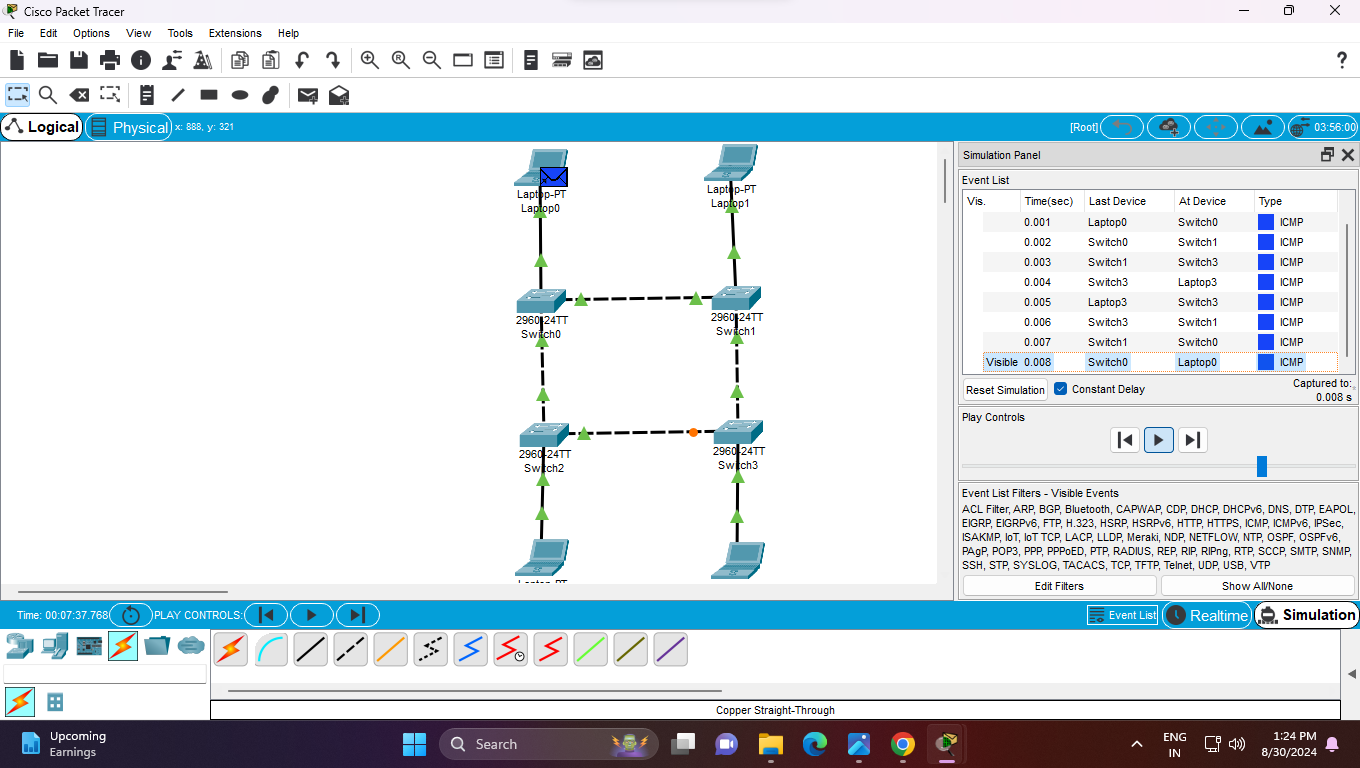 Cisco Packet Tracer
File Edit Options View Tools Extensions Help
R
?
Logical Physical x: 888, y: 321 [Root] 03:56:00
Laptop-PT
Laptop0
Laptop-PT
Laptop1
2960-24TT
Switch0
2960-24TT
Switch1
2960-24TT
Switch2
2960-24TT
Switch3
Laptop-PT
Simulation Panel
Event List
Vis. Time(sec) Last Device At Device Type
0.001 Laptop0 Switch0 ICMP
0.002 Switch0 Switch1 ICMP
0.003 Switch1 Switch3 ICMP
0.004 Switch3 Laptop3 ICMP
0.005 Laptop3 Switch3 ICMP
0.006 Switch3 Switch1 ICMP
0.007 Switch1 Switch0 ICMP
Visible 0.008 Switch0 Laptop0 ICMP
Reset Simulation Constant Delay Captured to:
0.008 s
Play Controls
Event List Filters - Visible Events
ACL Filter, ARP, BGP, Bluetooth, CAPWAP, CDP, DHCP, DHCPv6, DNS, DTP, EAPOL,
EIGRP, EIGRPv6, FTP, H.323, HSRP, HSRPv6, HTTP, HTTPS, ICMP, ICMPv6, IPSec,
ISAKMP, IoT, IoT TCP, LACP, LLDP, Meraki, NDP, NETFLOW, NTP, OSPF, OSPFv6,
PAgP, POP3, PPP, PPPoED, PTP, RADIUS, REP, RIP, RIPng, RTP, SCCP, SMTP, SNMP,
SSH, STP, SYSLOG, TACACS, TCP, TFTP, Telnet, UDP, USB, VTP
Edit Filters Show All/None
Time: 00:07:37.768 PLAY CONTROLS: Event List Realtime Simulation
Copper Straight-Through
Upcoming
Earnings
Search
ENG
IN
1:24 PM
8/30/2024